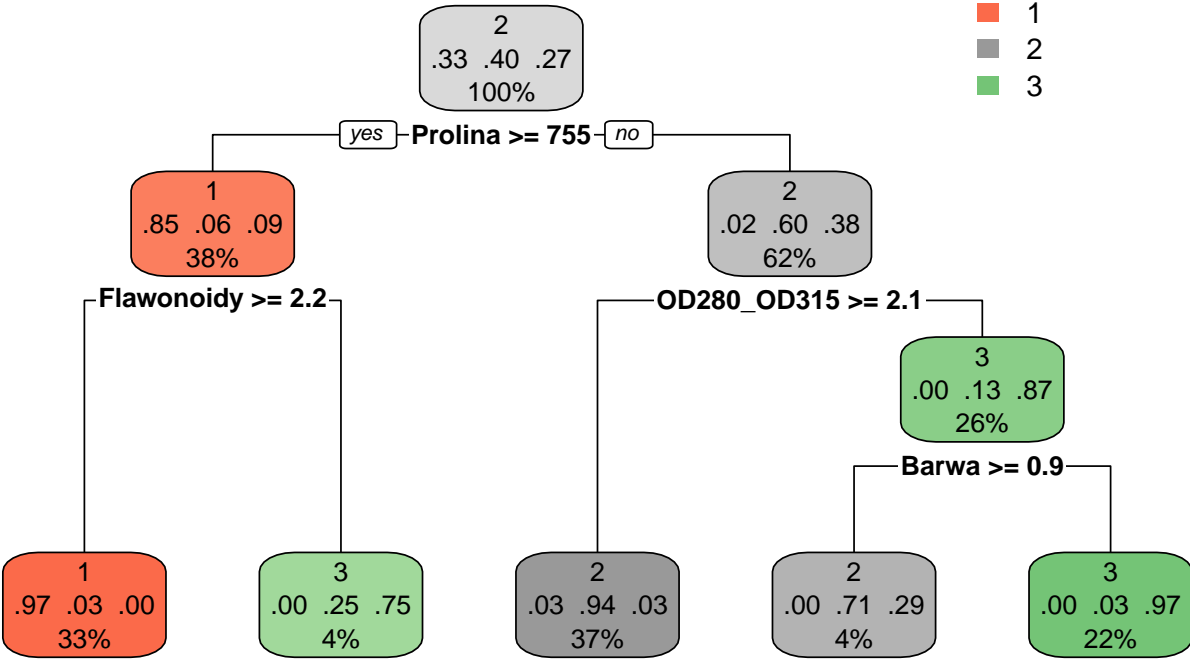 2
.33 .40 .27
100%
1
2
3
yes Prolina >= 755 no
1
.85 .06 .09
38%
2
.02 .60 .38
62%
Flawonoidy >= 2.2
OD280_OD315 >= 2.1
3
.00 .13 .87
26%
Barwa >= 0.9
1
.97 .03 .00
33%
3
.00 .25 .75
4%
2
.03 .94 .03
37%
2
.00 .71 .29
4%
3
.00 .03 .97
22%